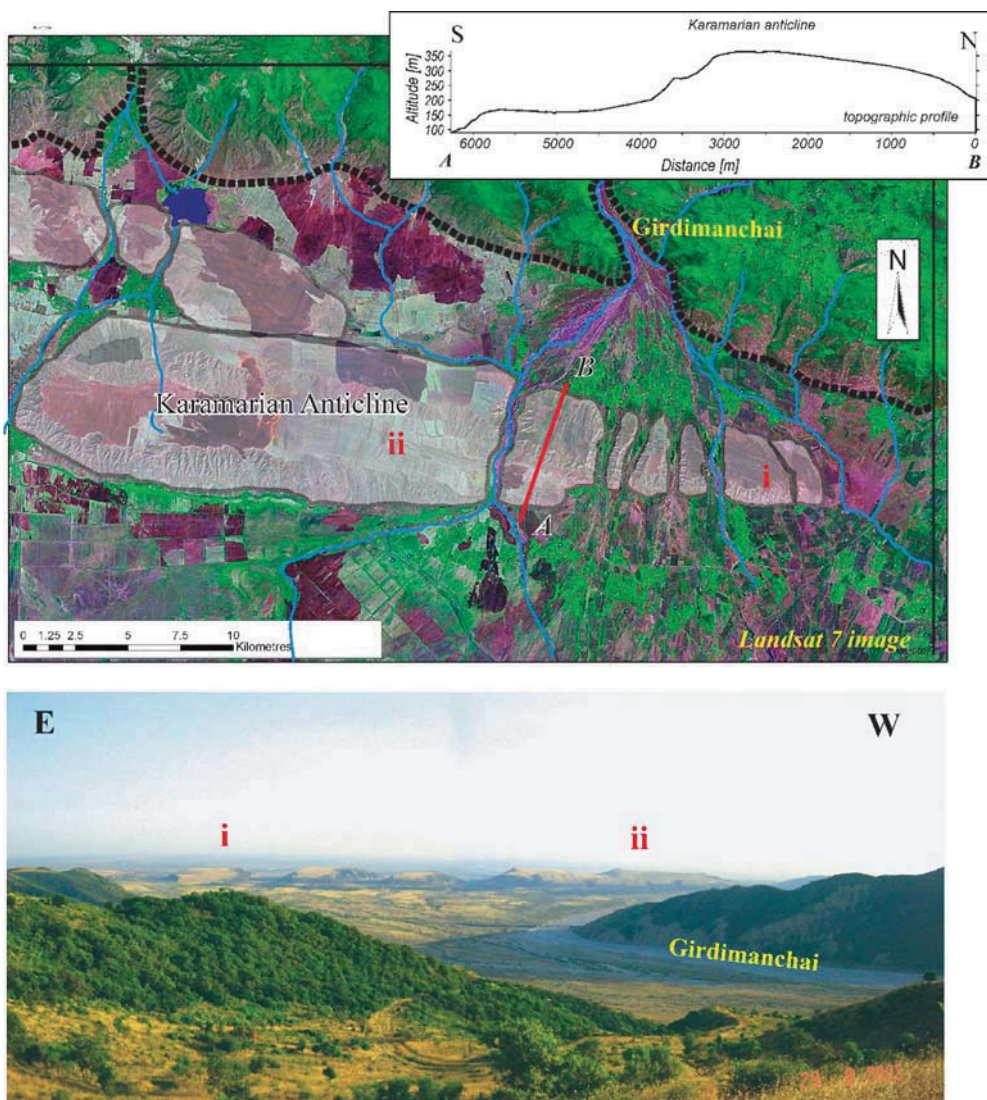 S
Karamarian anticline
N
Altitude [m]
350
300
250
200
150
100
topographic profile
6000 5000 4000 3000 2000 1000 0
A
Distance [m]
B
Girdimanchai
N
B
Karamarian Anticline
ii
i
A
0 1.25 2.5 5 7.5 10
Kilometres
Landsat 7 image
E
W
i
ii
Girdimanchai